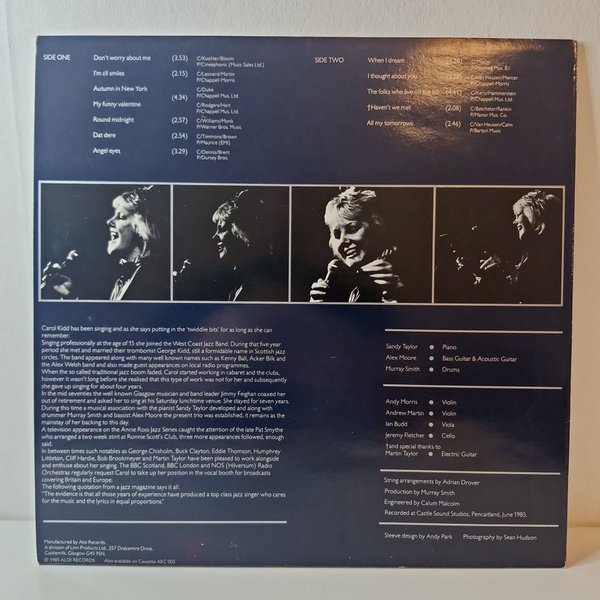 SIDE ONE
Don't worry about me (3.53) C/Koehler/Bloom
P/Cinephonic (Music Sales Ltd.)
I'm ill smiles (2.15) C/Leonard/Martin
P/Chappell-Morris
Autumn in New York C/Duke
P/Chappell Mus. Ltd.
(4.34)
My funny valentine C/Rodgers/Hart
P/Chappell Mus. Ltd.
Round midnight (2.57) C/Williams/Monk
P/Warner Bros. Music
Dat dere (2.54) C/Timmons/Brown
P/Maurice (EMI)
Angel eyes (3.29) C/Dennis/Brent
P/Dorsey Bros.
SIDE TWO
When I dream
Mus. B.I.
I thought about you C/Van Heusen/Mercer
P/Chappell-Morris
The folks who live on the hill (4.41) C/Kern/Hammerstein
P/Chappell Mus. Ltd.
†Haven't we met (2.08) C/Batchelor/Rankin
P/Manor Mus. Co.
All my tomorrows (2.46) C/Van Heusen/Cahn
P/Barton Music
Carol Kidd has been singing and as she says putting in the 'twiddlie bits' for as long as she can
remember.
Singing professionally at the age of 15 she joined the West Coast Jazz Band. During that five year
period she met and married their trombonist George Kidd, still a formidable name in Scottish jazz
circles. The band appeared along with many well known names such as Kenny Ball, Acker Bilk and
the Alex Welsh band and also made guest appearances on local radio programmes.
When the so called traditional jazz boom faded, Carol started working in cabaret and the clubs,
however it wasn't long before she realised that this type of work was not for her and subsequently
she gave up singing for about four years.
In the mid seventies the well known Glasgow musician and band leader Jimmy Feighan coaxed her
out of retirement and asked her to sing at his Saturday lunchtime venue. She stayed for seven years.
During this time a musical association with the pianist Sandy Taylor developed and along with
drummer Murray Smith and bassist Alex Moore the present trio was established, it remains as the
mainstay of her backing to this day.
A television appearance on the Annie Ross Jazz Series caught the attention of the late Pat Smythe
who arranged a two week stint at Ronnie Scott's Club, three more appearances followed, enough
said.
In between times such notables as George Chisholm, Buck Clayton, Eddie Thompson, Humphrey
Littleton, Cliff Hardie, Bob Brookmeyer and Martin Taylor have been pleased to work alongside
and enthuse about her singing. The BBC Scotland, BBC London and NOS (Hilversum) Radio
Orchestras regularly request Carol to take up her position in the vocal booth for broadcasts
covering Britain and Europe.
The following quotation from a jazz magazine says it all:
"The evidence is that all those years of experience have produced a top class jazz singer who cares
for the music and the lyrics in equal proportions."
Sandy Taylor ● Piano
Alex Moore ● Bass Guitar & Acoustic Guitar
Murray Smith ● Drums
Andy Morris ● Violin
Andrew Martin ● Violin
Ian Budd ● Viola
Jeremy Fletcher ● Cello
†and special thanks to
Martin Taylor ● Electric Guitar
String arrangements by Adrian Drover
Production by Murray Smith
Engineered by Calum Malcolm
Recorded at Castle Sound Studios, Pencaitland, June 1985.
Sleeve design by Andy Park Photography by Sean Hudson
Manufactured by Aloi Records
A division of Linn Products Ltd., 257 Drakemire Drive,
Castlemilk, Glasgow G45 9SN.
℗ 1985 ALOI RECORDS Also available on Cassette AKC 003